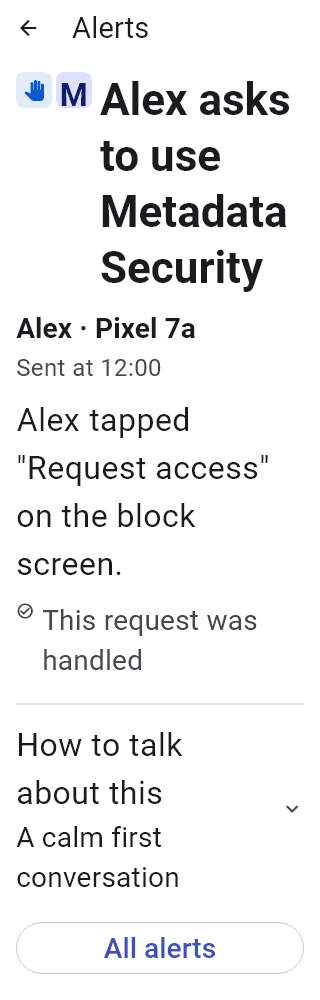 Alerts
M
Alex asks
to use
Metadata
Security
Alex · Pixel 7a
Sent at 12:00
Alex tapped
"Request access"
on the block
screen.
This request was
handled
How to talk
about this
A calm first
conversation
All alerts